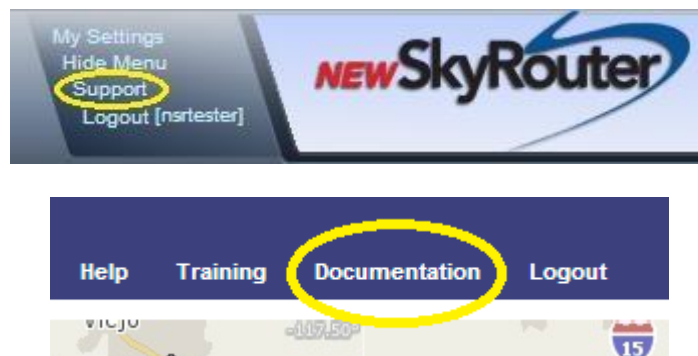 My Settings
Hide Menu
Support
Logout [nsrtester]
NEWSkyRouter
Help Training Documentation Logout
-117.50°
15